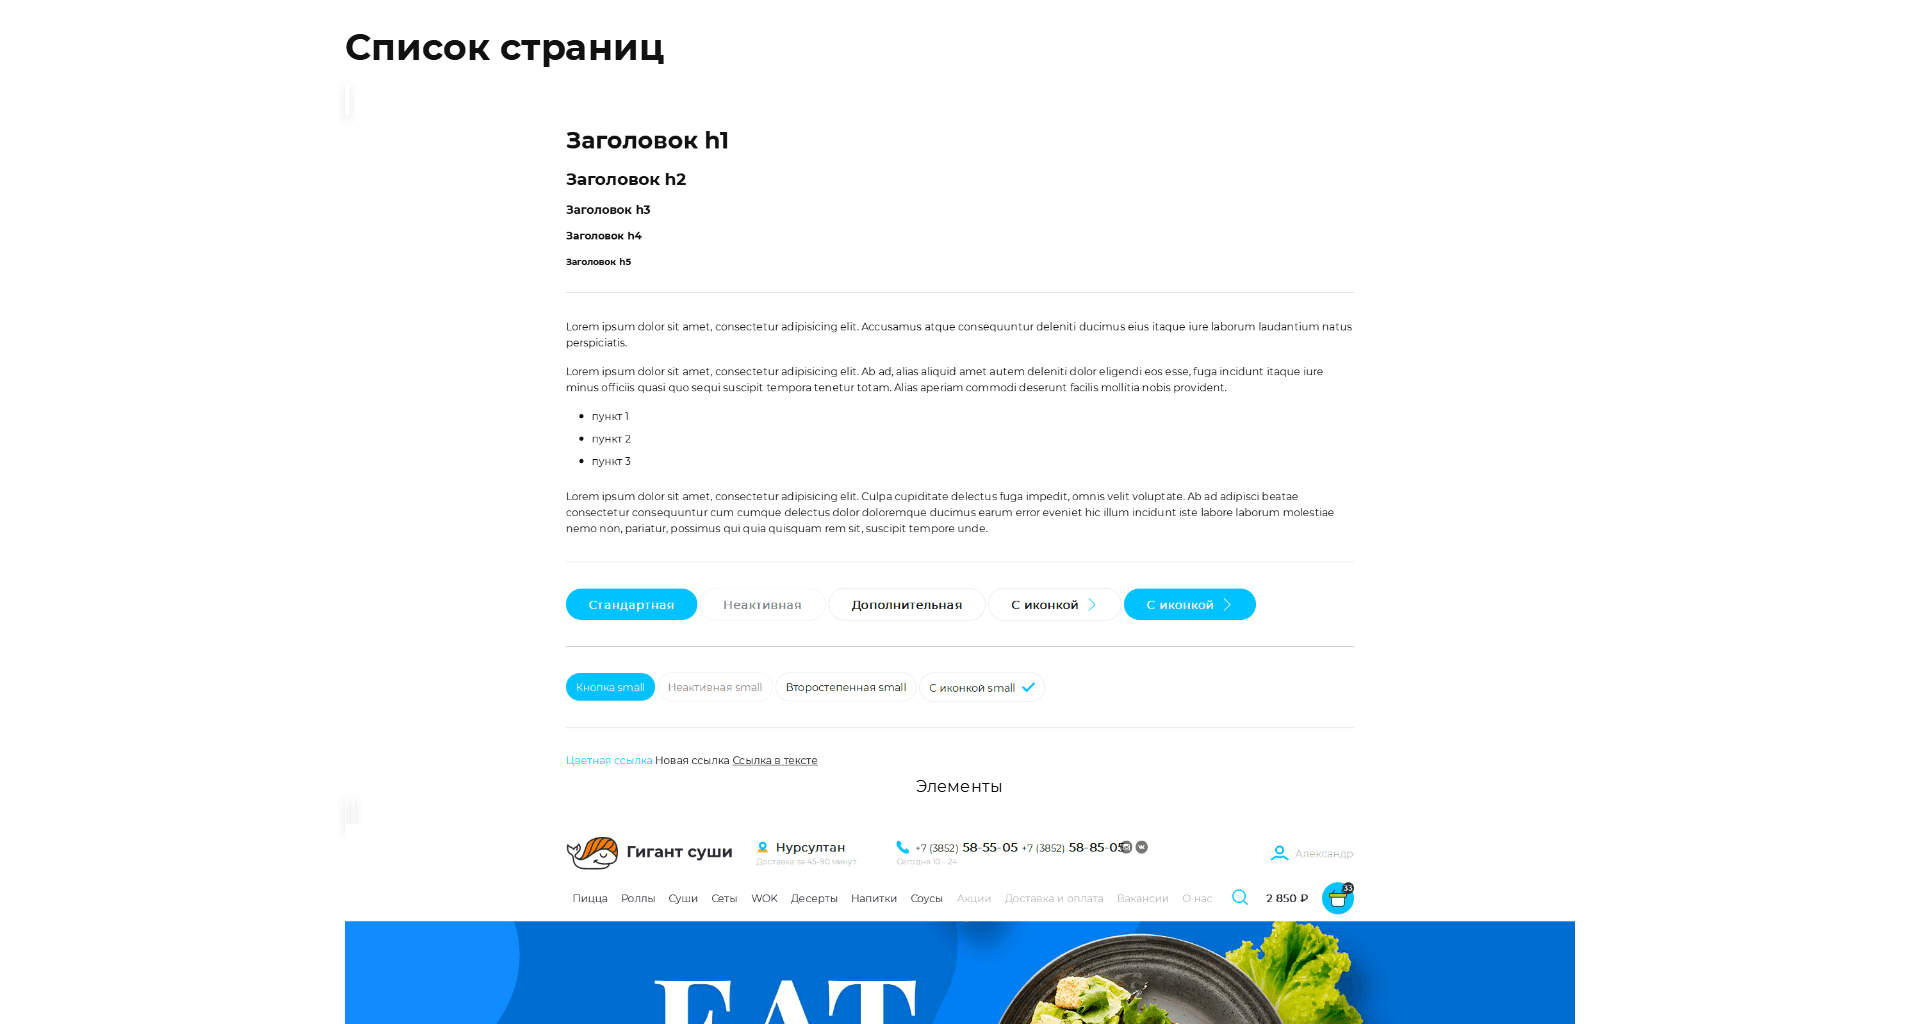 Список страниц
Заголовок h1
Заголовок h2
Заголовок h3
Заголовок h4
Заголовок h5
Lorem ipsum dolor sit amet, consectetur adipisicing elit. Accusamus atque consequuntur deleniti ducimus eius itaque iure laborum laudantium natus
perspiciatis.
Lorem ipsum dolor sit amet, consectetur adipisicing elit. Ab ad, alias aliquid amet autem deleniti dolor eligendi eos esse, fuga incidunt itaque iure
minus officiis quasi quo sequi suscipit tempora tenetur totam. Alias aperiam commodi deserunt facilis mollitia nobis provident.
• пункт 1
• пункт 2
• пункт 3
Lorem ipsum dolor sit amet, consectetur adipisicing elit. Culpa cupiditate delectus fuga impedit, omnis velit voluptate. Ab ad adipisci beatae
consectetur consequuntur cum cumque delectus dolor doloremque ducimus earum error eveniet hic illum incidunt iste labore laborum molestiae
nemo non, pariatur, possimus qui quia quisquam rem sit, suscipit tempore unde.
Стандартная Неактивная Дополнительная С иконкой С иконкой
Кнопка small Неактивная small Второстепенная small С иконкой small
Цветная ссылка Новая ссылка Ссылка в тексте
Элементы
Гигант суши Нурсултан +7 (3852) 58-55-05 +7 (3852) 58-85-05 Александр
Доставка за 45-90 минут Сегодня 10 - 24
Пицца Роллы Суши Сеты WOK Десерты Напитки Соусы Акции Доставка и оплата Вакансии О нас 2 850 ₽ 33
EAT